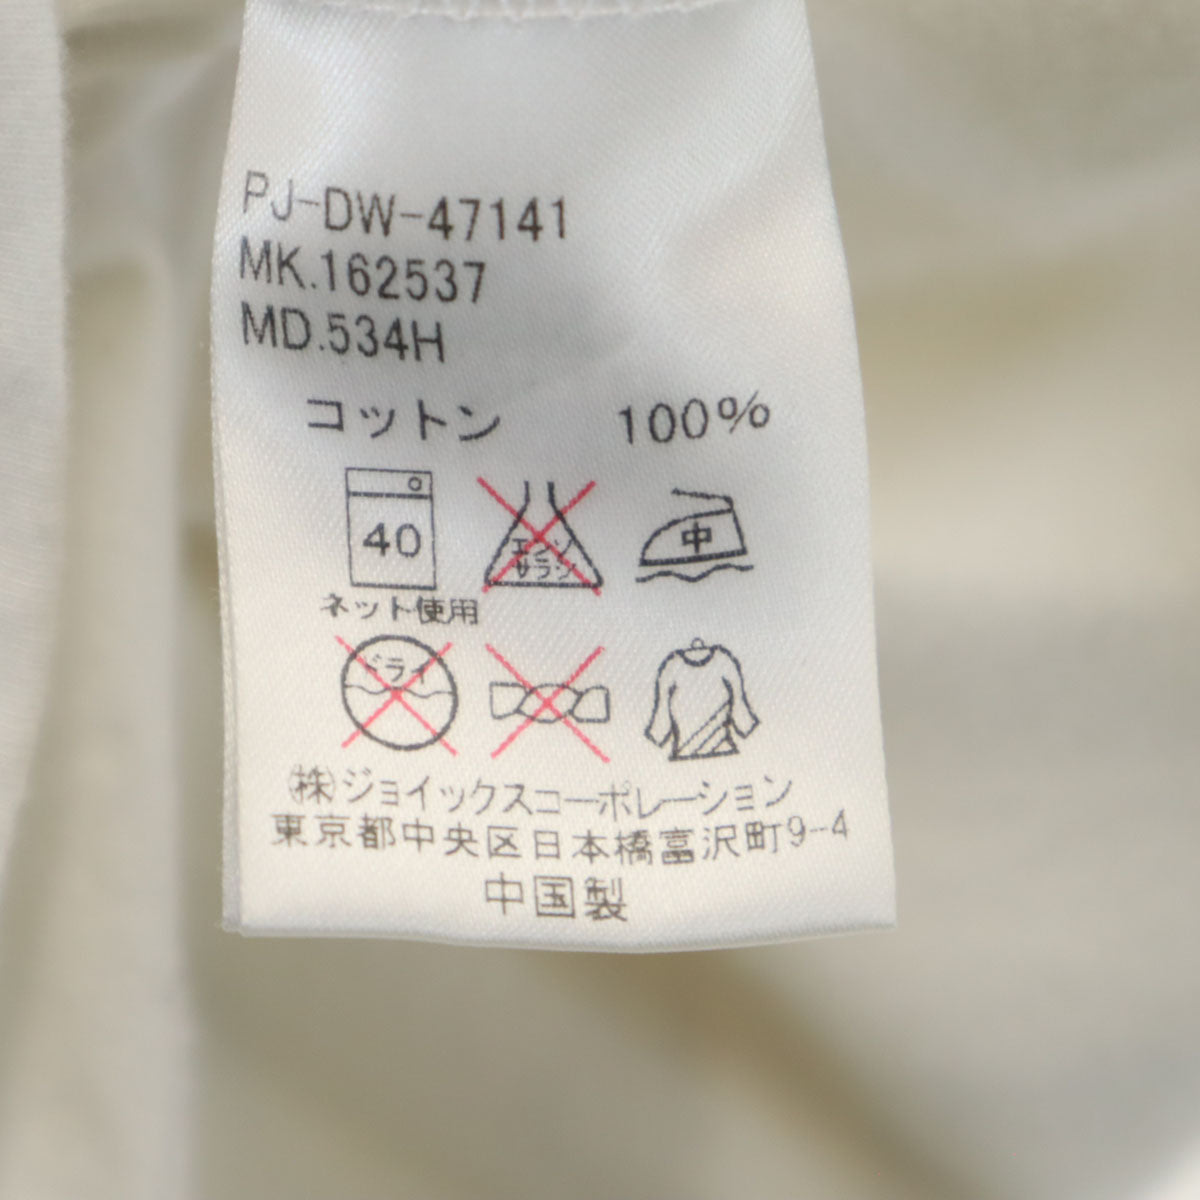 PJ-DW-47141
MK.162537
MD.534H
コットン 100%
40 エンソ サラシ 中
ネット使用
ドライ
㈱ジョイックスコーポレーション
東京都中央区日本橋富沢町9-4
中国製